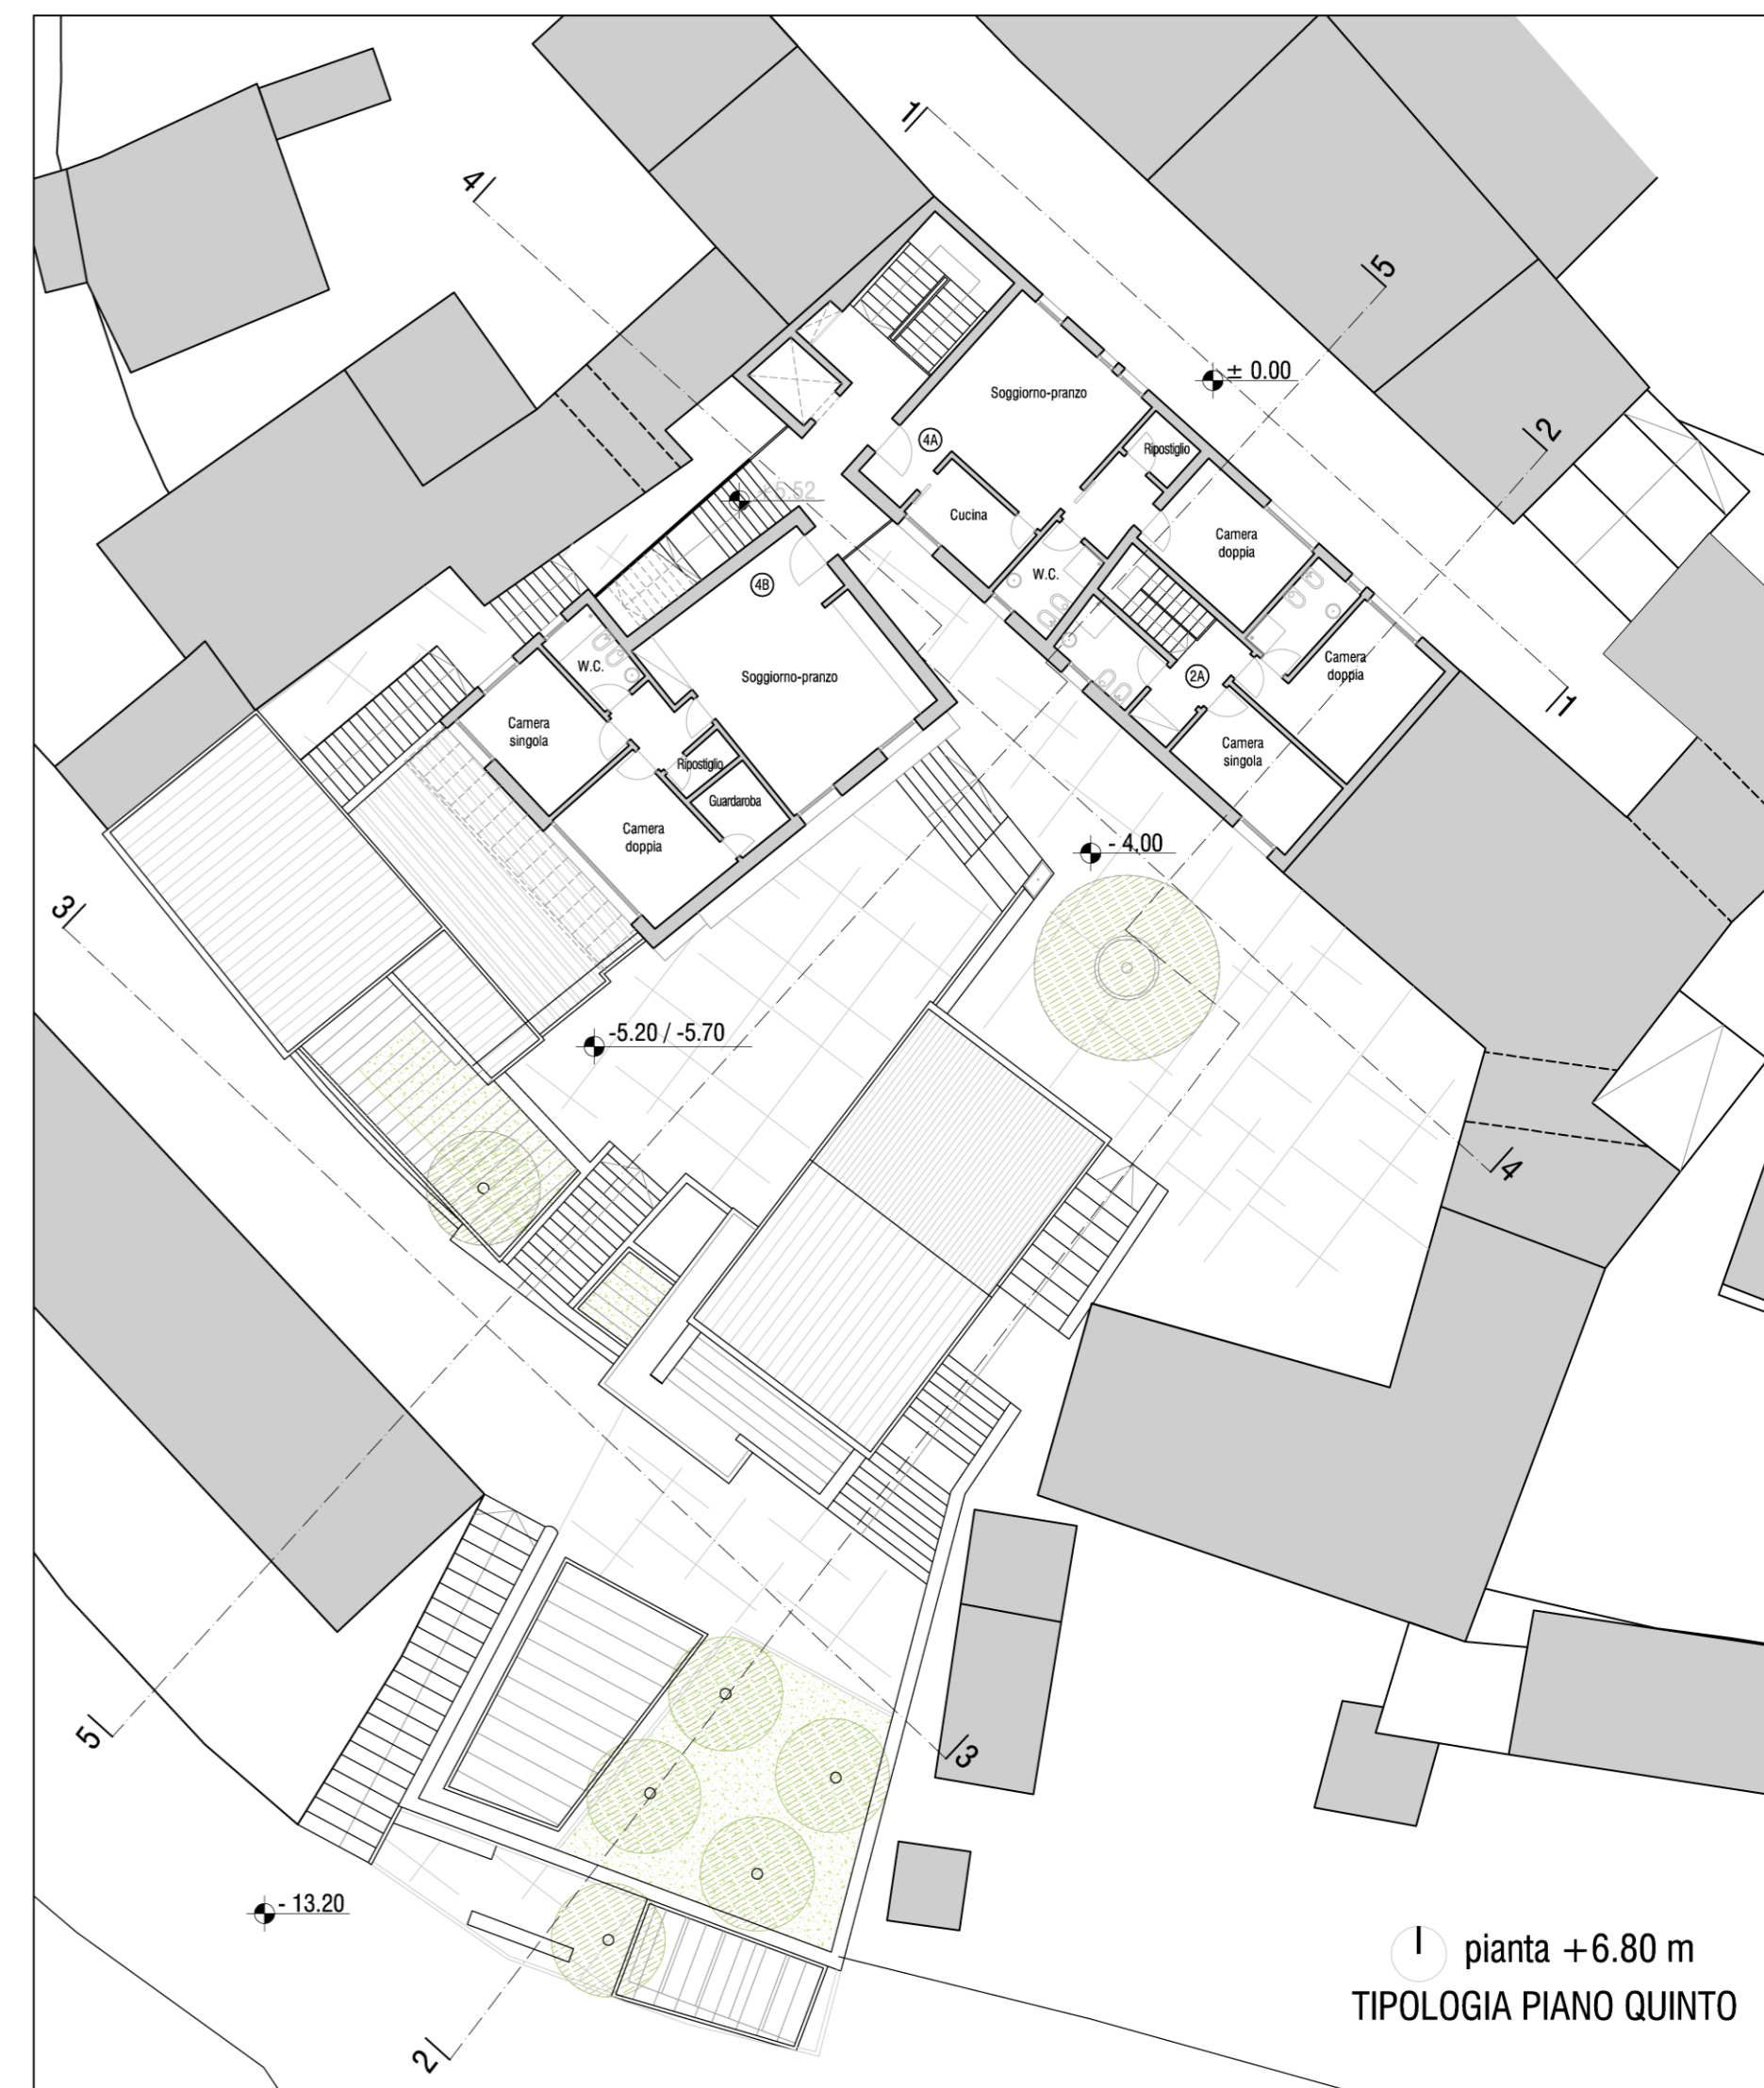 1
4
5
± 0.00
2
Soggiorno-pranzo
4A
Ripostiglio
+5.52
Cucina
Camera
doppia
W.C.
4B
W.C.
Soggiorno-pranzo
2A
Camera
doppia
1
Camera
singola
Camera
singola
Ripostiglio
Guardaroba
Camera
doppia
- 4,00
3
-5.20 / -5.70
4
5
3
- 13.20
2
pianta +6.80 m
TIPOLOGIA PIANO QUINTO